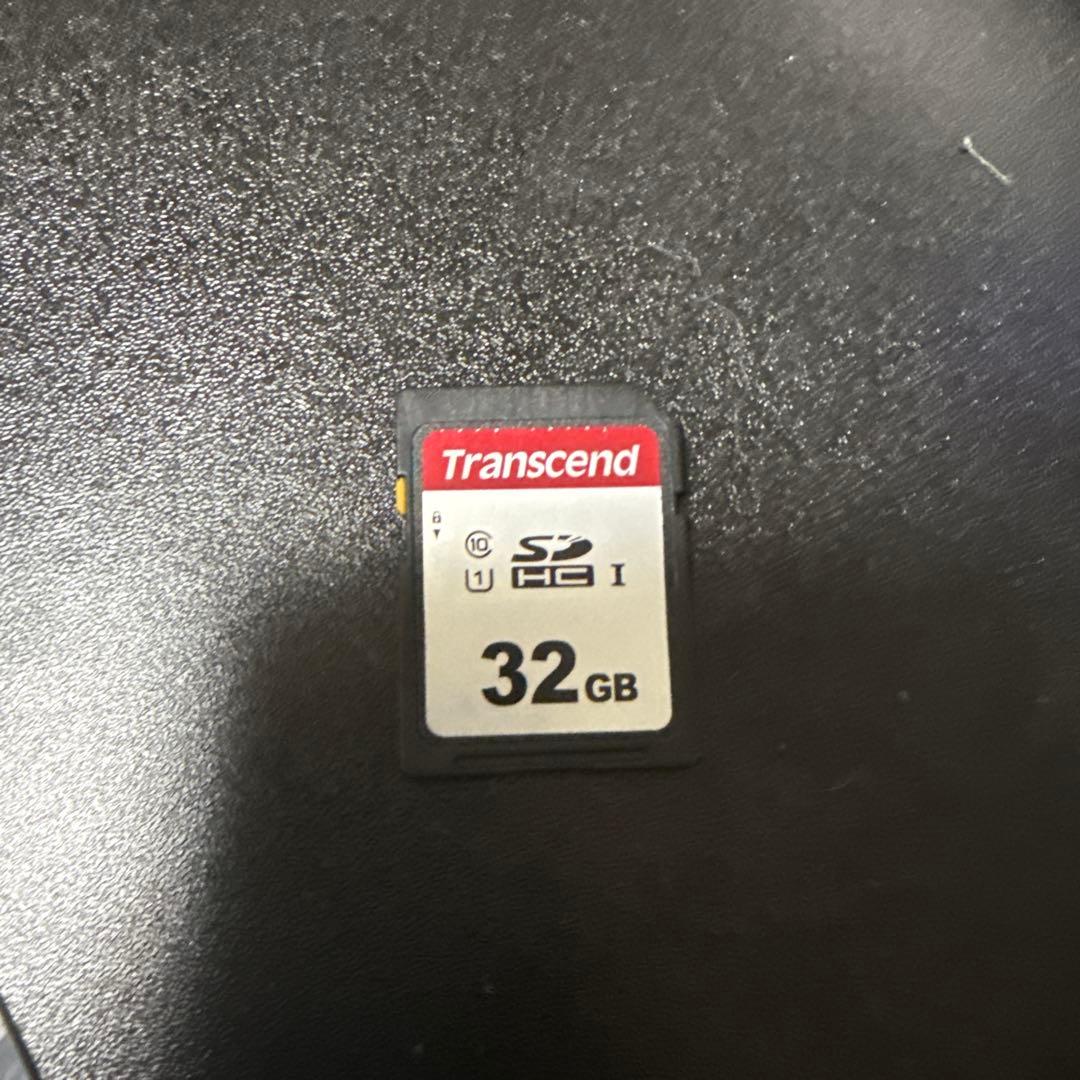 Transcend
10
SD
1
HC I
32GB